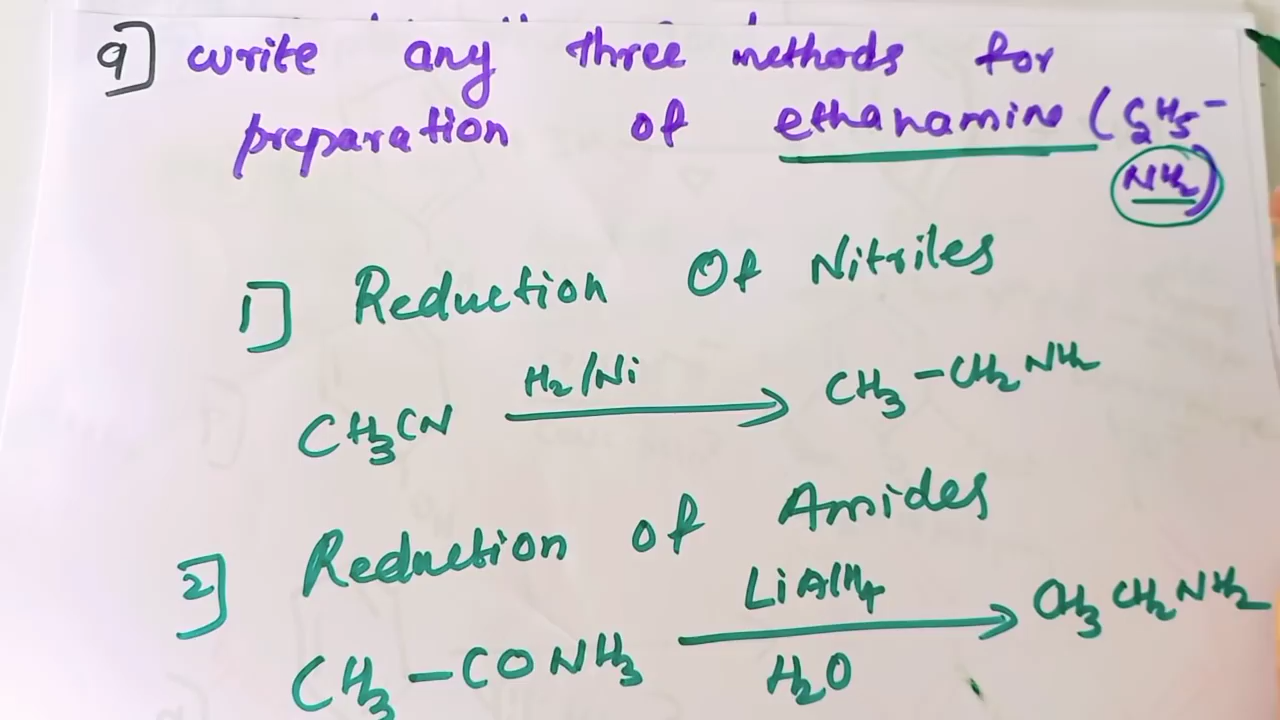 9] write any three methods for
preparation of ethanamine (C2H5-
NH2)
1] Reduction Of Nitriles
CH3CN H2/Ni CH3-CH2NH2
2] Reduction of Amides
CH3-CONH3 LiAlH4 H2O CH3CH2NH2